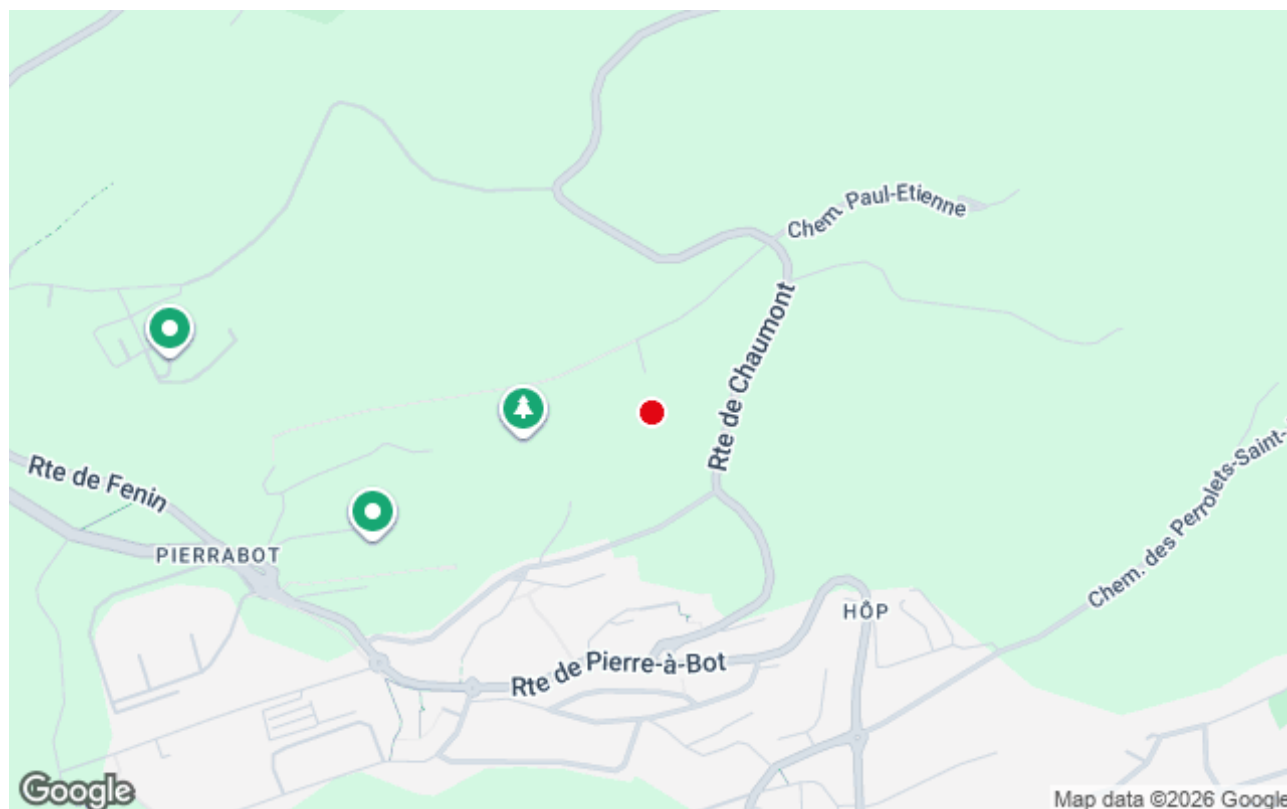 Chem. Paul-Etienne
Rte de Chaumont
Rte de Fenin
PIERRABOT
Chem. des Perrolets-Saint-
HÔP
Rte de Pierre-à-Bot
Google
Map data ©2026 Google